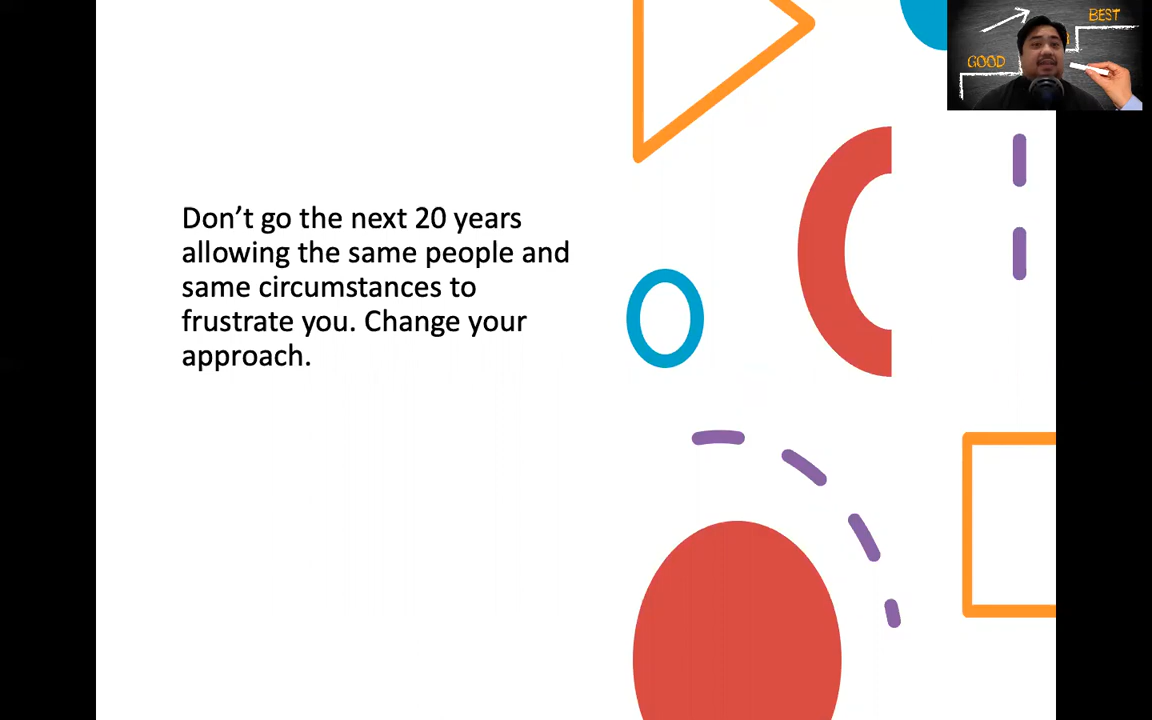 Don’t go the next 20 years
allowing the same people and
same circumstances to
frustrate you. Change your
approach.
GOOD
BEST